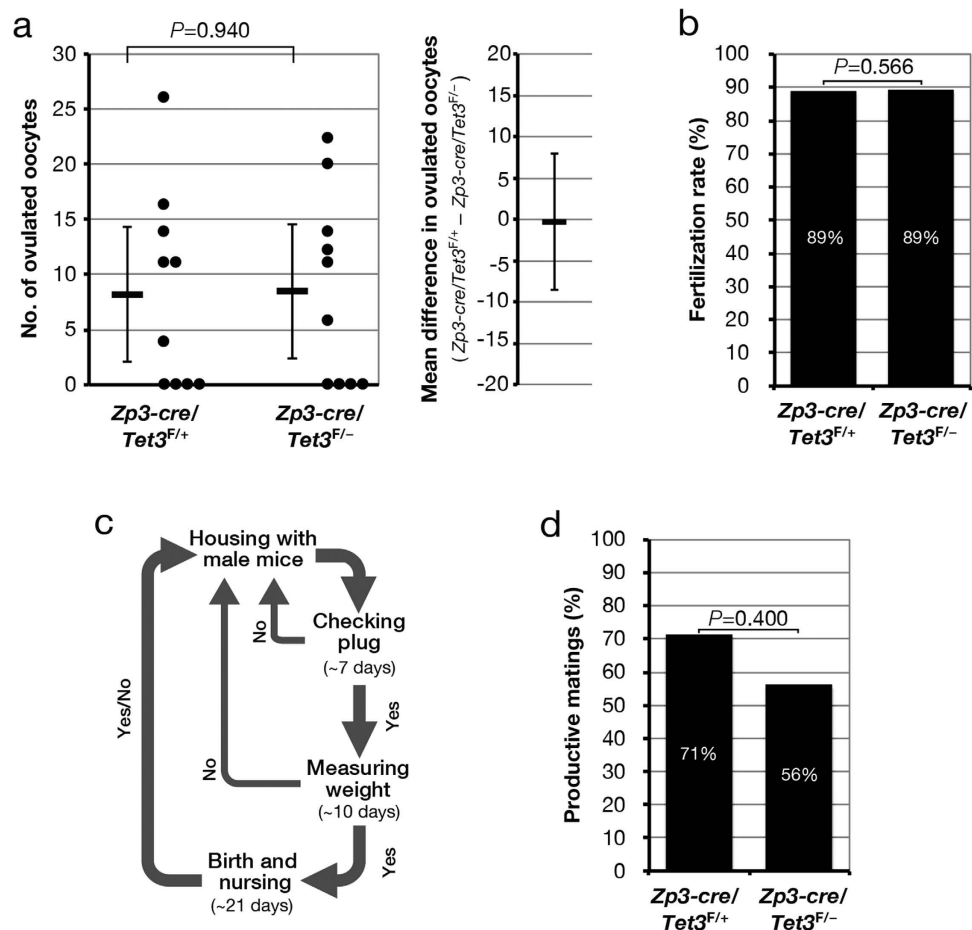 a
P=0.940
No. of ovulated oocytes
30
25
20
15
10
5
0
Zp3-cre/
Tet3F/+
Zp3-cre/
Tet3F/−
Mean difference in ovulated oocytes
(Zp3-cre/Tet3F/+ − Zp3-cre/Tet3F/−)
20
15
10
5
0
-5
-10
-15
-20
b
P=0.566
Fertilization rate (%)
100
90
80
70
60
50
40
30
20
10
0
89%
89%
Zp3-cre/
Tet3F/+
Zp3-cre/
Tet3F/−
c
Housing with
male mice
No
Checking
plug
(~7 days)
Yes/No
Yes
No
Measuring
weight
(~10 days)
Yes
Birth and
nursing
(~21 days)
d
P=0.400
Productive matings (%)
100
90
80
70
60
50
40
30
20
10
0
71%
56%
Zp3-cre/
Tet3F/+
Zp3-cre/
Tet3F/−